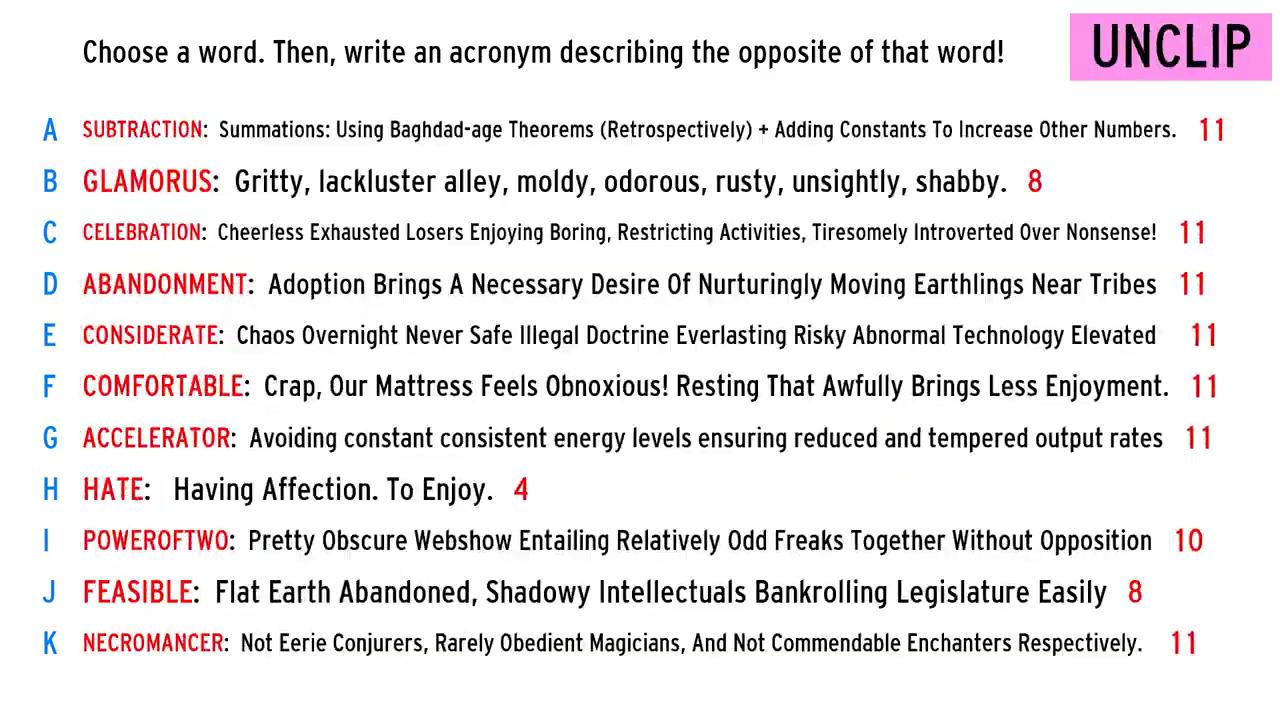 Choose a word. Then, write an acronym describing the opposite of that word!
UNCLIP
A SUBTRACTION: Summations: Using Baghdad-age Theorems (Retrospectively) + Adding Constants To Increase Other Numbers. 11
B GLAMORUS: Gritty, lackluster alley, moldy, odorous, rusty, unsightly, shabby. 8
C CELEBRATION: Cheerless Exhausted Losers Enjoying Boring, Restricting Activities, Tiresomely Introverted Over Nonsense! 11
D ABANDONMENT: Adoption Brings A Necessary Desire Of Nurturingly Moving Earthlings Near Tribes 11
E CONSIDERATE: Chaos Overnight Never Safe Illegal Doctrine Everlasting Risky Abnormal Technology Elevated 11
F COMFORTABLE: Crap, Our Mattress Feels Obnoxious! Resting That Awfully Brings Less Enjoyment. 11
G ACCELERATOR: Avoiding constant consistent energy levels ensuring reduced and tempered output rates 11
H HATE: Having Affection. To Enjoy. 4
I POWEROFTWO: Pretty Obscure Webshow Entailing Relatively Odd Freaks Together Without Opposition 10
J FEASIBLE: Flat Earth Abandoned, Shadowy Intellectuals Bankrolling Legislature Easily 8
K NECROMANCER: Not Eerie Conjurers, Rarely Obedient Magicians, And Not Commendable Enchanters Respectively. 11